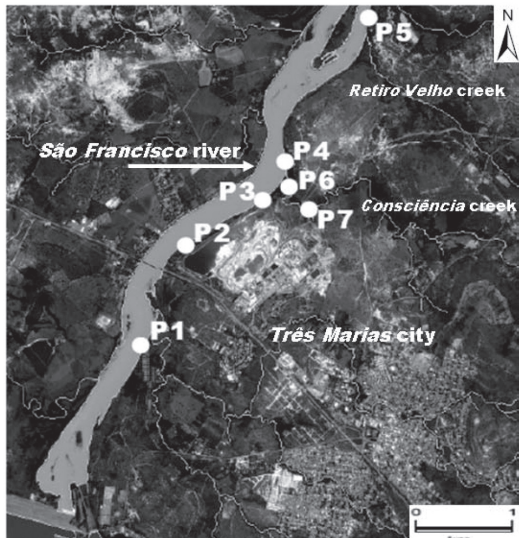 N
P5
Retiro Velho creek
São Francisco river
P4
P6
P3
Consciência creek
P7
P2
Três Marias city
P1
0 1